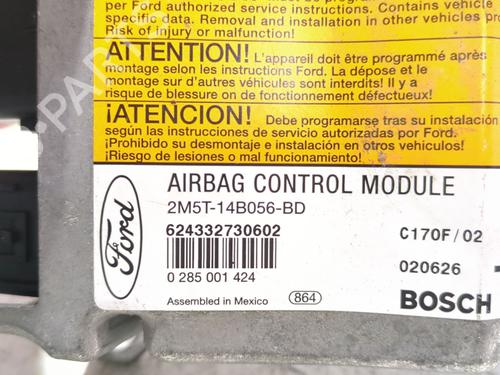 per Ford authorized service instructions. Contains vehicle
specific data. Removal and installation in other vehicles
Risk of injury or malfunction!
ATTENTION! L'appareil doit être programmé après
montage selon les instructions Ford. La dépose et le
montage sur d'autres véhicules sont interdits! Il y a
risque de blessure on de fonctionnement défectueux!
¡ATENCION! Debe programarse tras su instalación
según las instrucciones de servicio autorizadas por Ford.
¡Prohibido su desmontaje e instalación en otros vehiculos!
¡Riesgo de lesiones o mal funcionamiento!
Ford
AIRBAG CONTROL MODULE
2M5T-14B056-BD
624332730602 C170F/02
0 285 001 424 020626
Assembled in Mexico 864 BOSCH